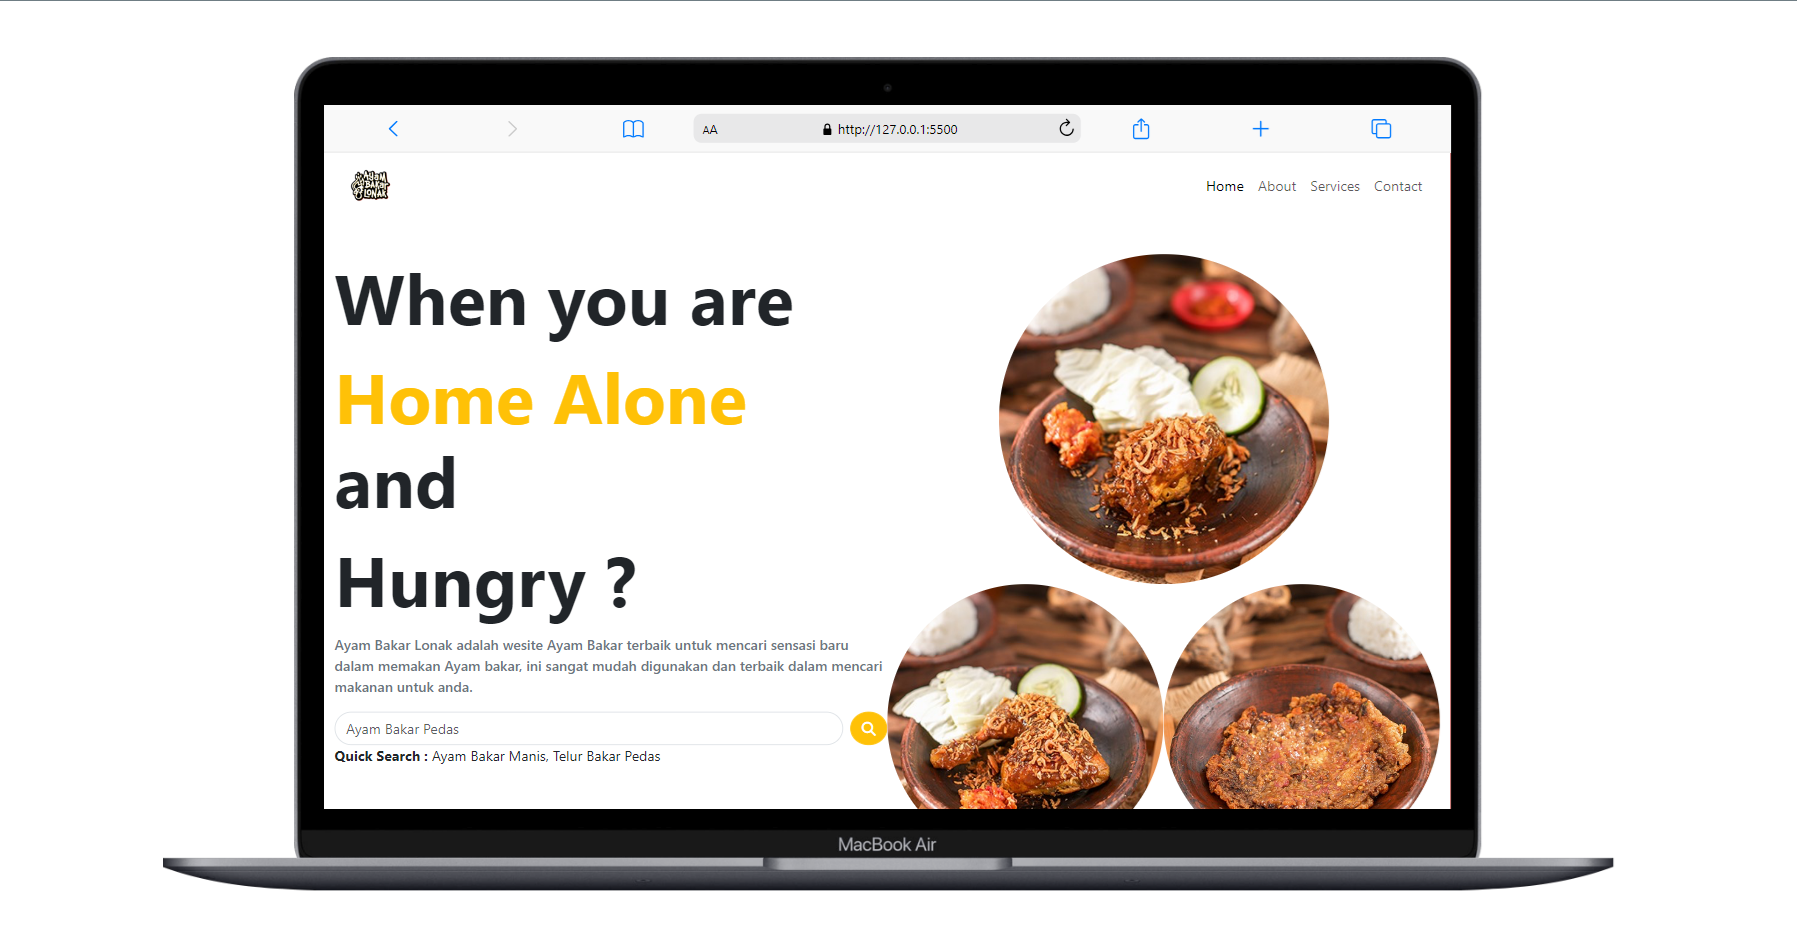 AA
http://127.0.0.1:5500
Ayam
BAKAR
LONAK
Home About Services Contact
When you are
Home Alone
and
Hungry ?
Ayam Bakar Lonak adalah wesite Ayam Bakar terbaik untuk mencari sensasi baru
dalam memakan Ayam bakar, ini sangat mudah digunakan dan terbaik dalam mencari
makanan untuk anda.
Ayam Bakar Pedas
Quick Search : Ayam Bakar Manis, Telur Bakar Pedas
MacBook Air